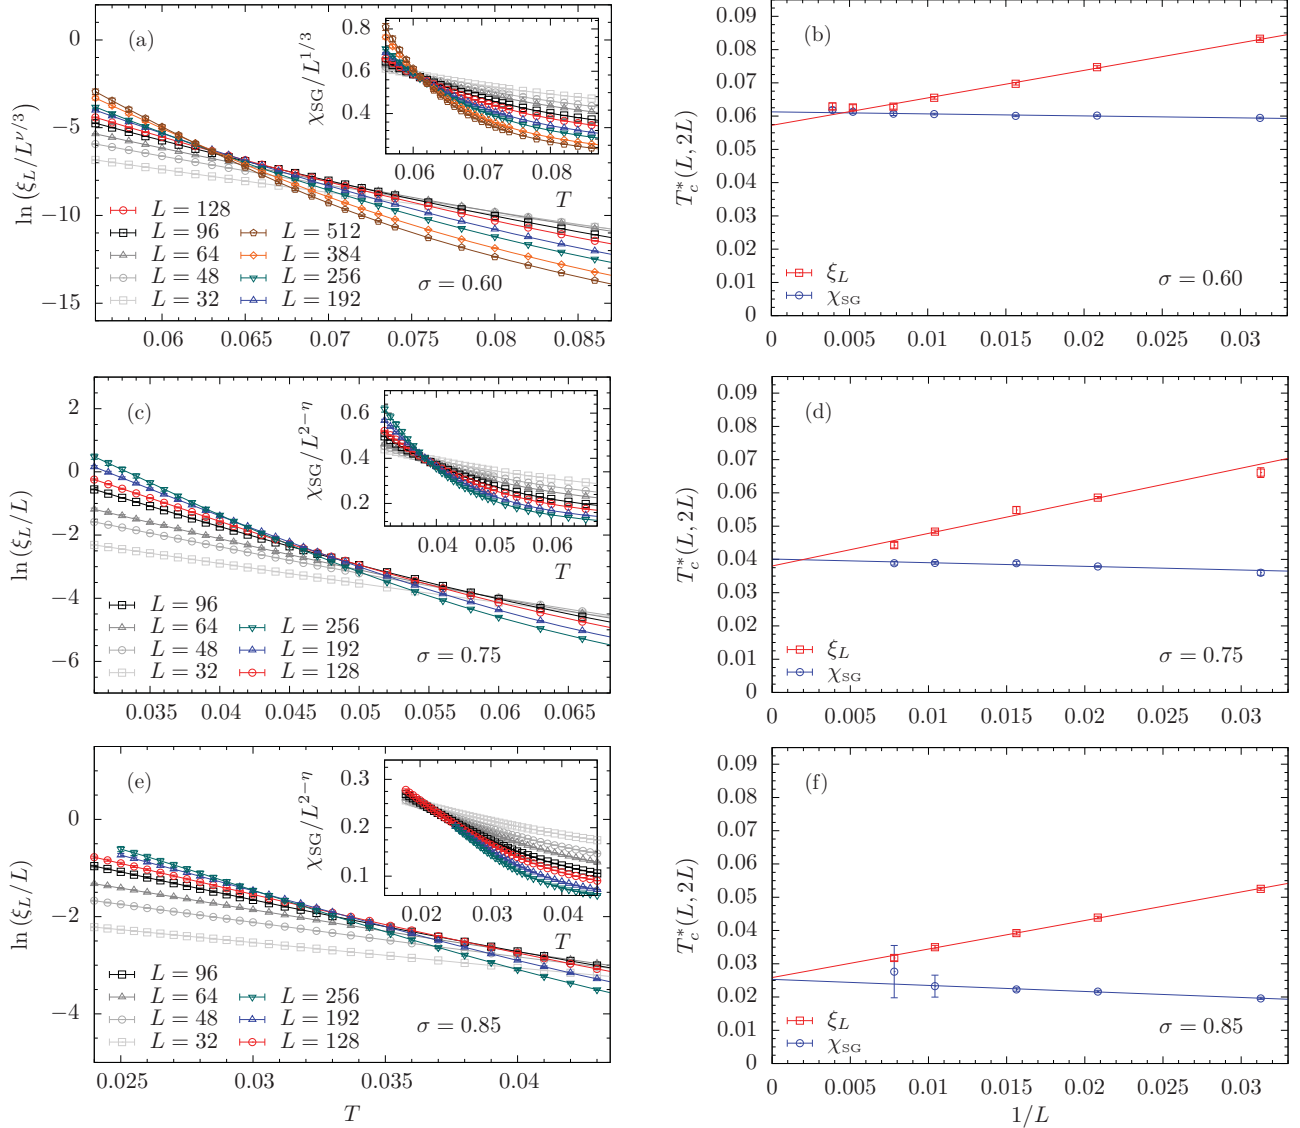 (a)
ln (ξ_L/L^{ν/3})
0
−5
−10
−15
0.06 0.065 0.07 0.075 0.08 0.085
L = 128
L = 96
L = 64
L = 48
L = 32
L = 512
L = 384
L = 256
L = 192
σ = 0.60
χ_SG/L^{1/3}
0.8
0.6
0.4
0.06 0.07 0.08
T
(b)
T_c^*(L, 2L)
0.09
0.08
0.07
0.06
0.05
0.04
0.03
0.02
0.01
0
0 0.005 0.01 0.015 0.02 0.025 0.03
ξ_L
χ_SG
σ = 0.60
(c)
ln (ξ_L/L)
2
0
−2
−4
−6
0.035 0.04 0.045 0.05 0.055 0.06 0.065
L = 96
L = 64
L = 48
L = 32
L = 256
L = 192
L = 128
σ = 0.75
χ_SG/L^{2−η}
0.6
0.4
0.2
0.04 0.05 0.06
T
(d)
T_c^*(L, 2L)
0.09
0.08
0.07
0.06
0.05
0.04
0.03
0.02
0.01
0
0 0.005 0.01 0.015 0.02 0.025 0.03
ξ_L
χ_SG
σ = 0.75
(e)
ln (ξ_L/L)
0
−2
−4
0.025 0.03 0.035 0.04
T
L = 96
L = 64
L = 48
L = 32
L = 256
L = 192
L = 128
σ = 0.85
χ_SG/L^{2−η}
0.3
0.2
0.1
0.02 0.03 0.04
T
(f)
T_c^*(L, 2L)
0.09
0.08
0.07
0.06
0.05
0.04
0.03
0.02
0.01
0
0 0.005 0.01 0.015 0.02 0.025 0.03
1/L
ξ_L
χ_SG
σ = 0.85